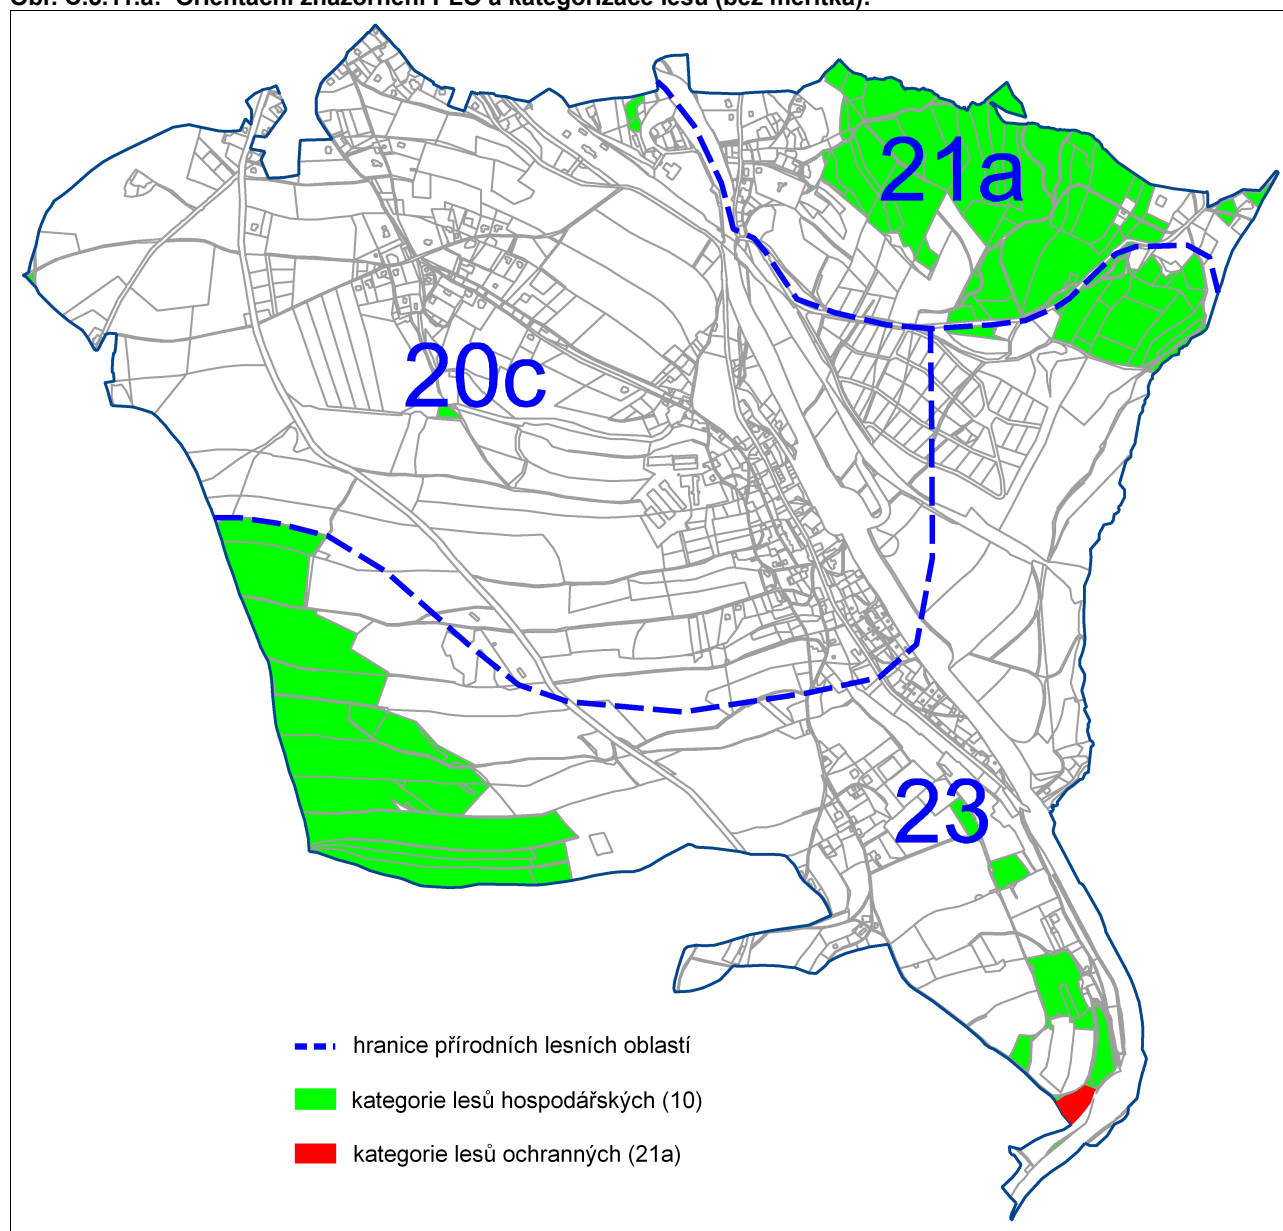 21a
20c
23
hranice přírodních lesních oblastí
kategorie lesů hospodářských (10)
kategorie lesů ochranných (21a)